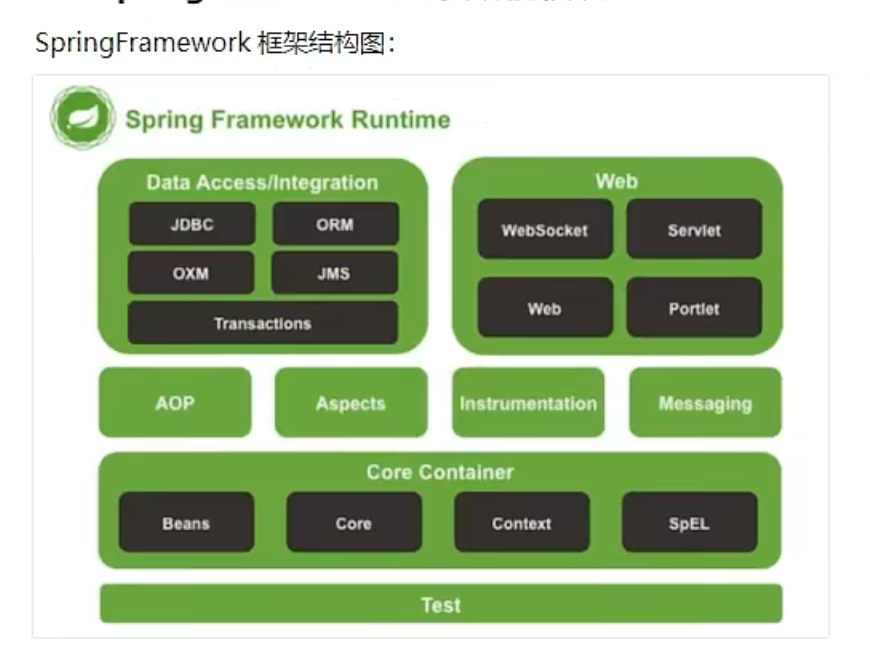 SpringFramework 框架结构图：
Spring Framework Runtime
Data Access/Integration
JDBC
ORM
OXM
JMS
Transactions
Web
WebSocket
Servlet
Web
Portlet
AOP
Aspects
Instrumentation
Messaging
Core Container
Beans
Core
Context
SpEL
Test